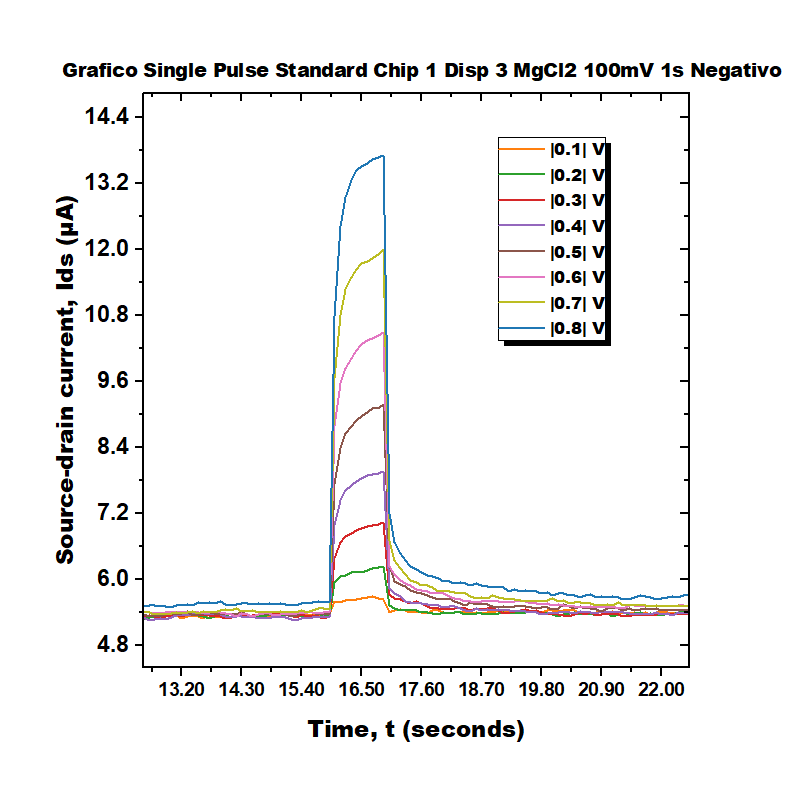 Grafico Single Pulse Standard Chip 1 Disp 3 MgCl2 100mV 1s Negativo
14.4
13.2
12.0
10.8
9.6
8.4
7.2
6.0
4.8
Source-drain current, Ids (µA)
|0.1| V
|0.2| V
|0.3| V
|0.4| V
|0.5| V
|0.6| V
|0.7| V
|0.8| V
13.20 14.30 15.40 16.50 17.60 18.70 19.80 20.90 22.00
Time, t (seconds)